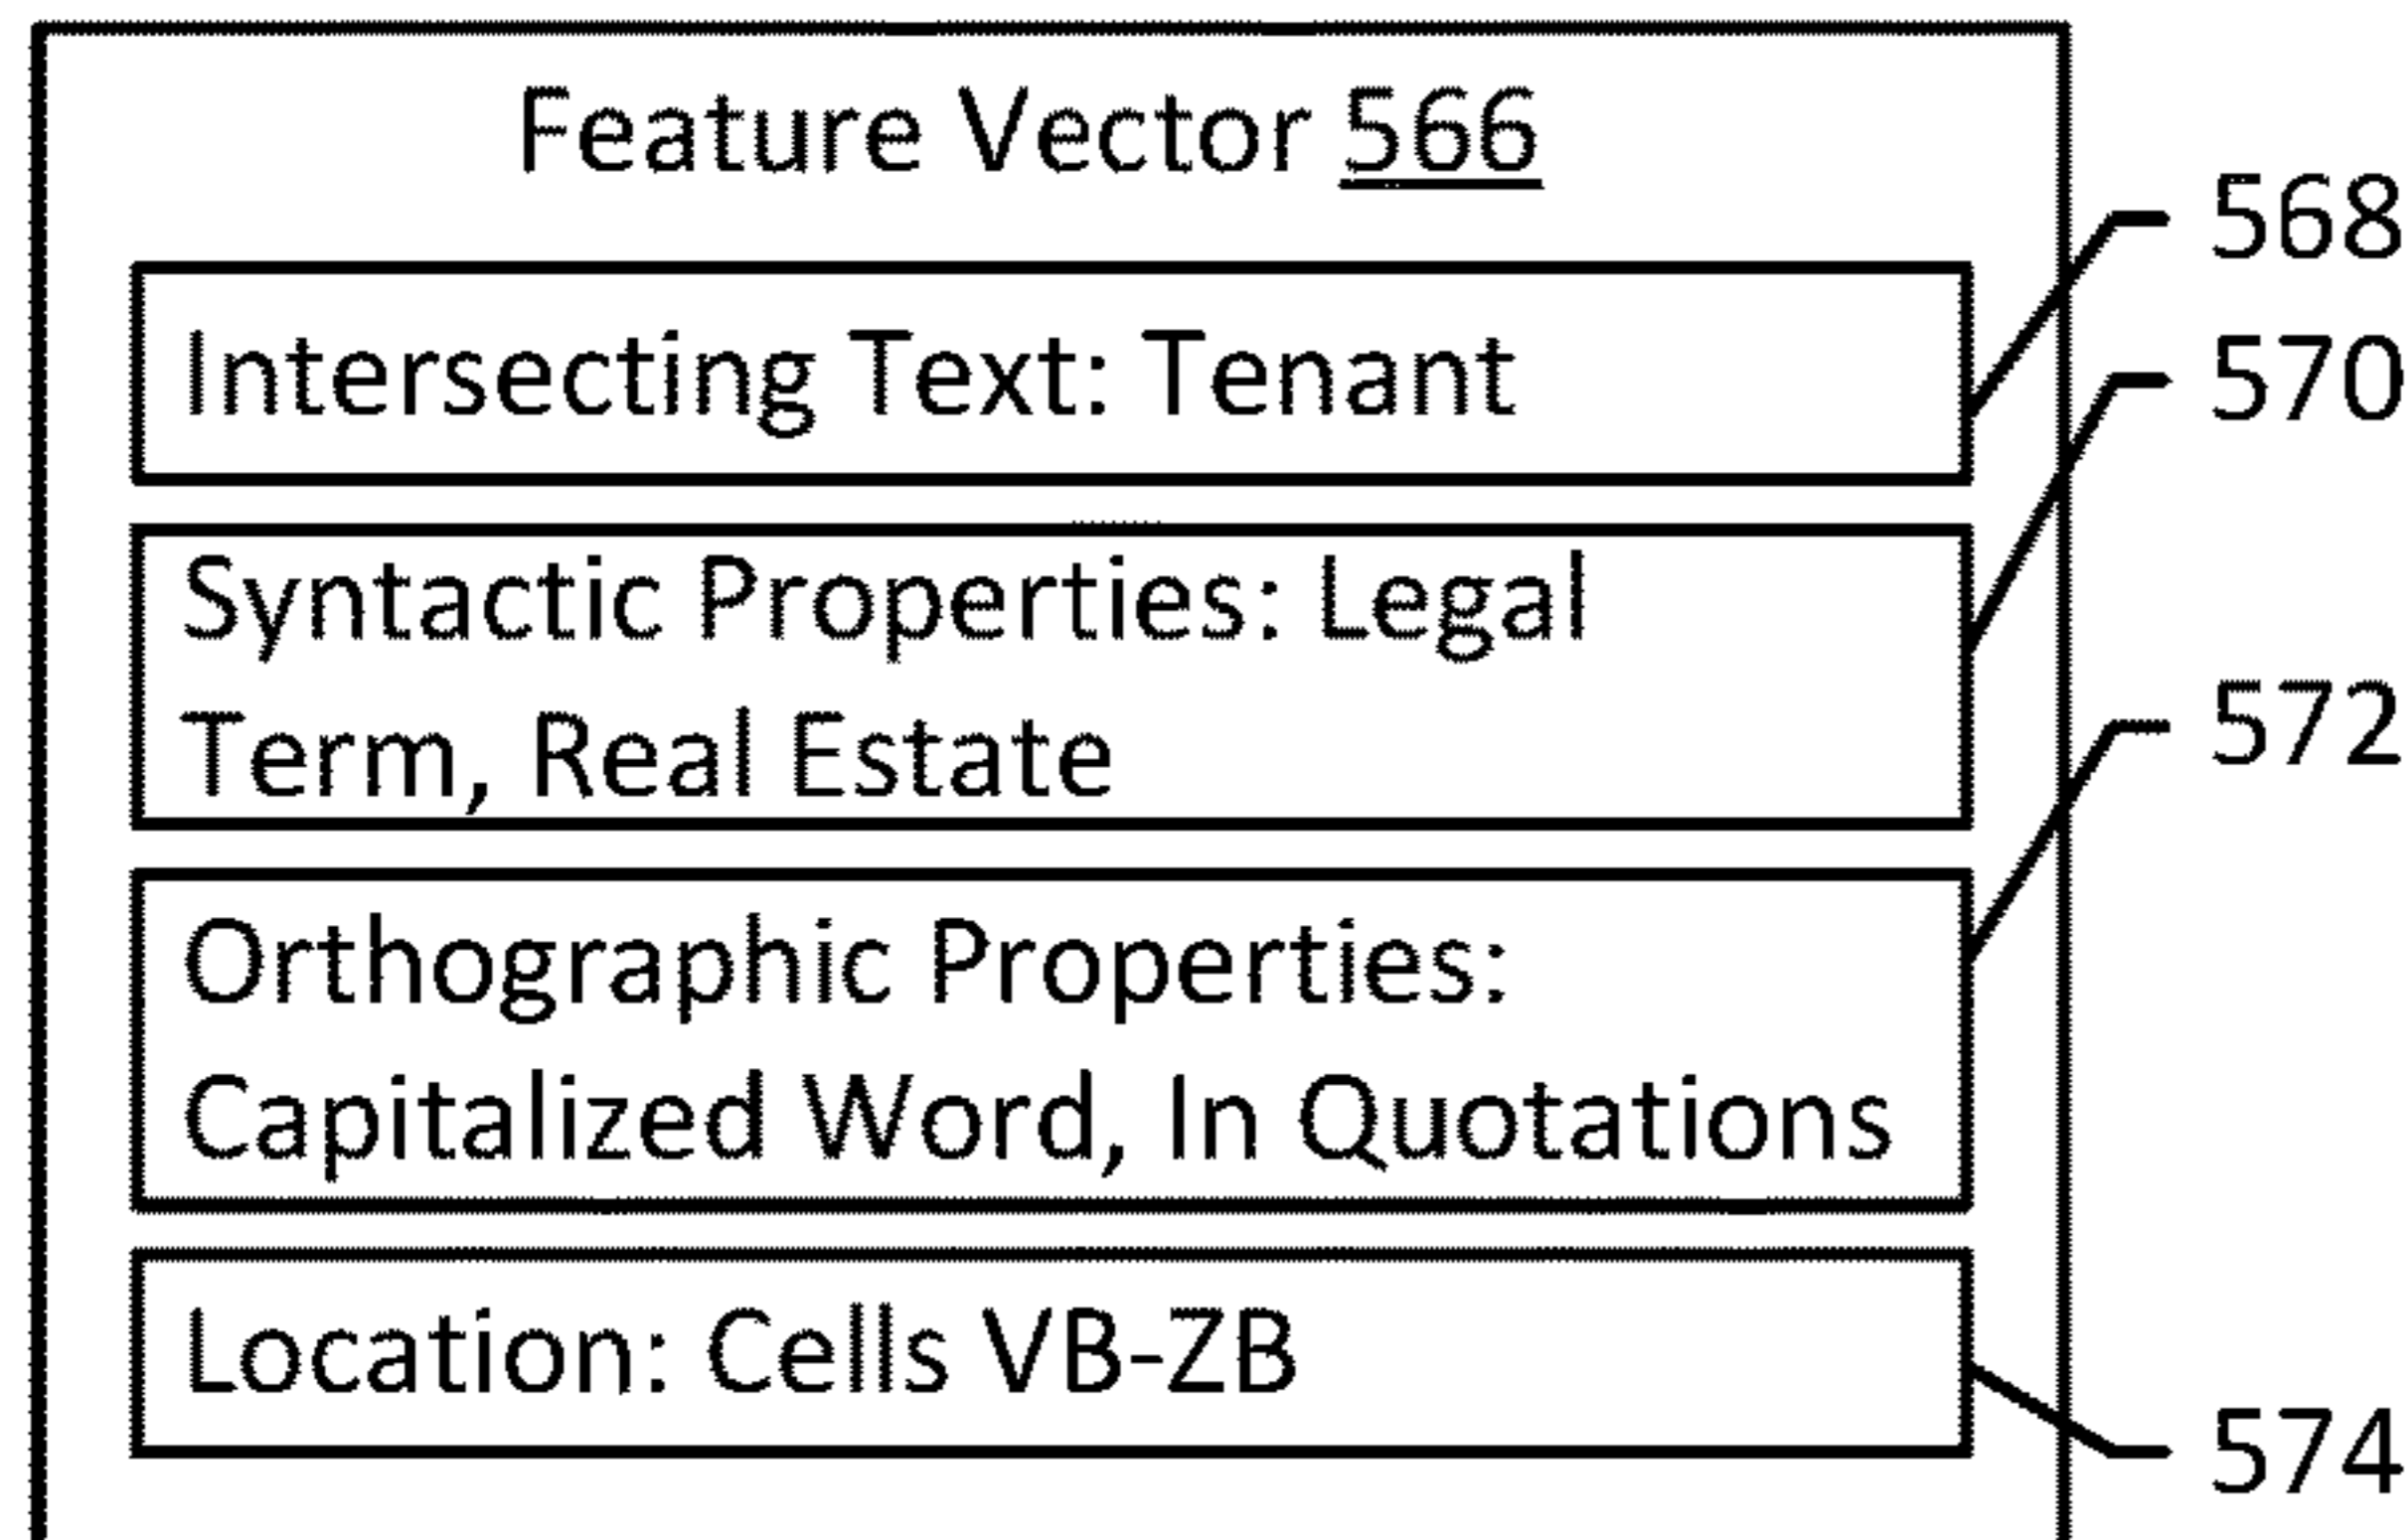 Feature Vector 566
568
Intersecting Text: Tenant
570
Syntactic Properties: Legal
Term, Real Estate
572
Orthographic Properties:
Capitalized Word, In Quotations
Location: Cells VB-ZB
574